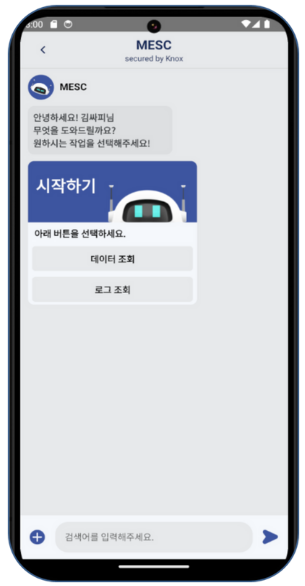 5:00
MESC
secured by Knox
MESC
안녕하세요! 김싸피님
무엇을 도와드릴까요?
원하시는 작업을 선택해주세요!
시작하기
아래 버튼을 선택하세요.
데이터 조회
로그 조회
검색어를 입력해주세요.